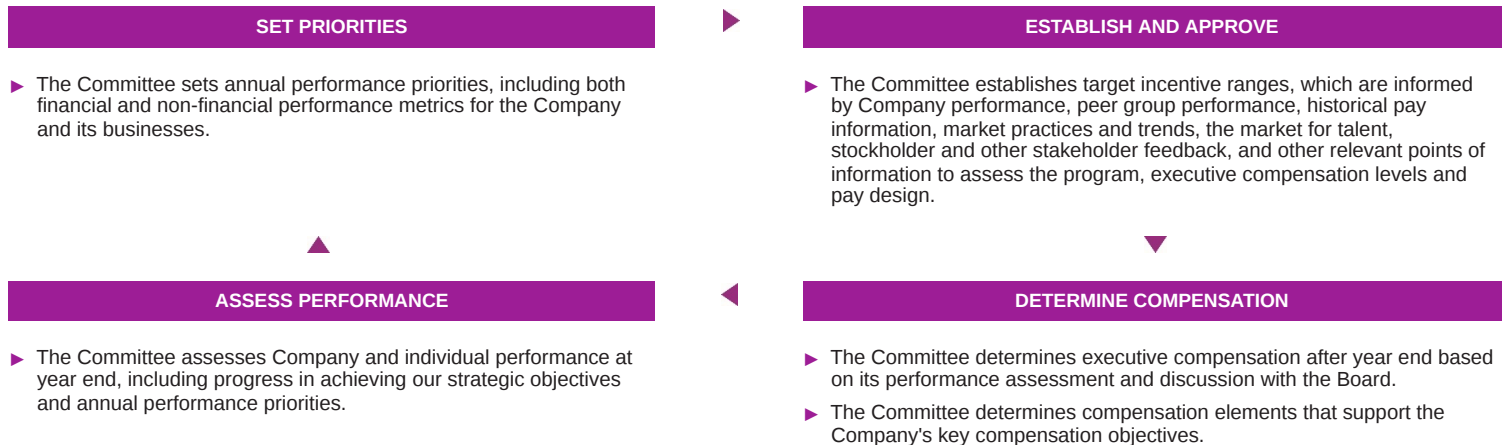 SET PRIORITIES
► The Committee sets annual performance priorities, including both
financial and non-financial performance metrics for the Company
and its businesses.
ESTABLISH AND APPROVE
► The Committee establishes target incentive ranges, which are informed
by Company performance, peer group performance, historical pay
information, market practices and trends, the market for talent,
stockholder and other stakeholder feedback, and other relevant points of
information to assess the program, executive compensation levels and
pay design.
ASSESS PERFORMANCE
► The Committee assesses Company and individual performance at
year end, including progress in achieving our strategic objectives
and annual performance priorities.
DETERMINE COMPENSATION
► The Committee determines executive compensation after year end based
on its performance assessment and discussion with the Board.
► The Committee determines compensation elements that support the
Company's key compensation objectives.